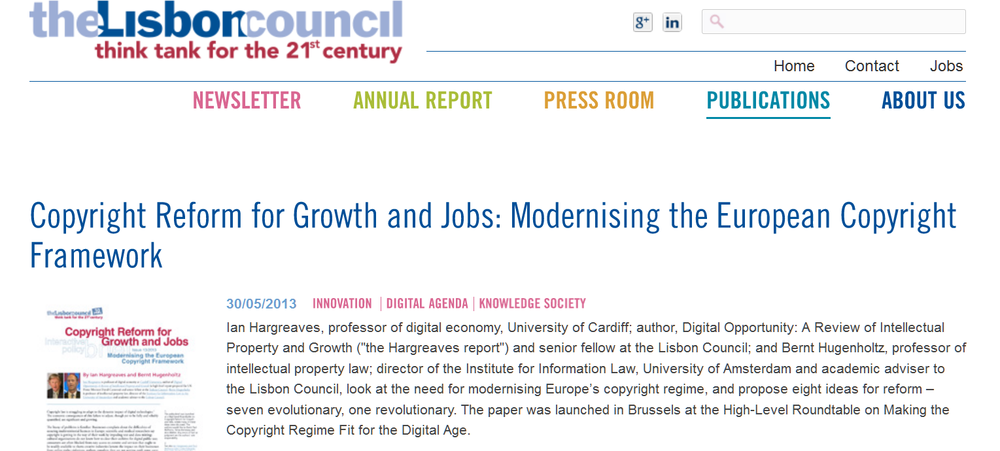 theLisboncouncil
think tank for the 21st century
g+ in
Home Contact Jobs
NEWSLETTER ANNUAL REPORT PRESS ROOM PUBLICATIONS ABOUT US
Copyright Reform for Growth and Jobs: Modernising the European Copyright
Framework
30/05/2013 INNOVATION | DIGITAL AGENDA | KNOWLEDGE SOCIETY
Ian Hargreaves, professor of digital economy, University of Cardiff; author, Digital Opportunity: A Review of Intellectual
Property and Growth ("the Hargreaves report") and senior fellow at the Lisbon Council; and Bernt Hugenholtz, professor of
intellectual property law; director of the Institute for Information Law, University of Amsterdam and academic adviser to
the Lisbon Council, look at the need for modernising Europe’s copyright regime, and propose eight ideas for reform –
seven evolutionary, one revolutionary. The paper was launched in Brussels at the High-Level Roundtable on Making the
Copyright Regime Fit for the Digital Age.
theLisboncouncil
think tank for the 21st century
Copyright Reform for
Growth and Jobs
Interactive
policy brief
Modernising the European
Copyright Framework
By Ian Hargreaves and Bernt Hugenholtz